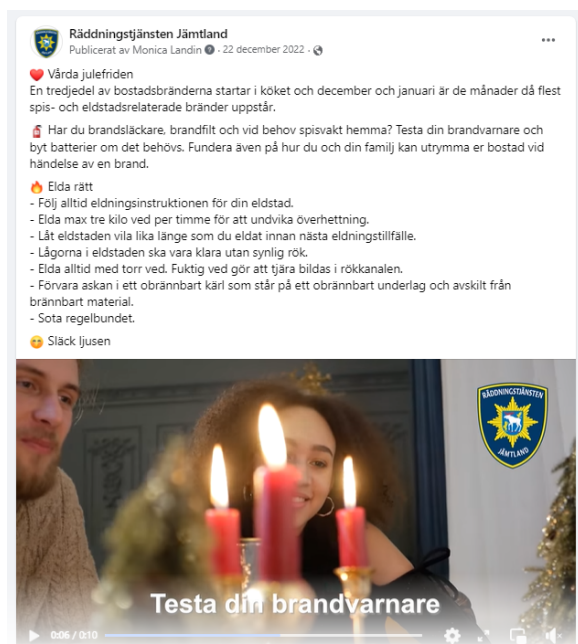 Räddningstjänsten Jämtland
Publicerat av Monica Landin · 22 december 2022 ·
Vårda julefriden
En tredjedel av bostadsbränderna startar i köket och december och januari är de månader då flest
spis- och eldstadsrelaterade bränder uppstår.
Har du brandsläckare, brandfilt och vid behov spisvakt hemma? Testa din brandvarnare och
byt batterier om det behövs. Fundera även på hur du och din familj kan utrymma er bostad vid
händelse av en brand.
Elda rätt
- Följ alltid eldningsinstruktionen för din eldstad.
- Elda max tre kilo ved per timme för att undvika överhettning.
- Låt eldstaden vila lika länge som du eldat innan nästa eldningstillfälle.
- Lågorna i eldstaden ska vara klara utan synlig rök.
- Elda alltid med torr ved. Fuktig ved gör att tjära bildas i rökkanalen.
- Förvara askan i ett obrännbart kärl som står på ett obrännbart underlag och avskilt från
brännbart material.
- Sota regelbundet.
Släck ljusen
RÄDDNINGSTJÄNSTEN
JÄMTLAND
Testa din brandvarnare
0:06 / 0:10